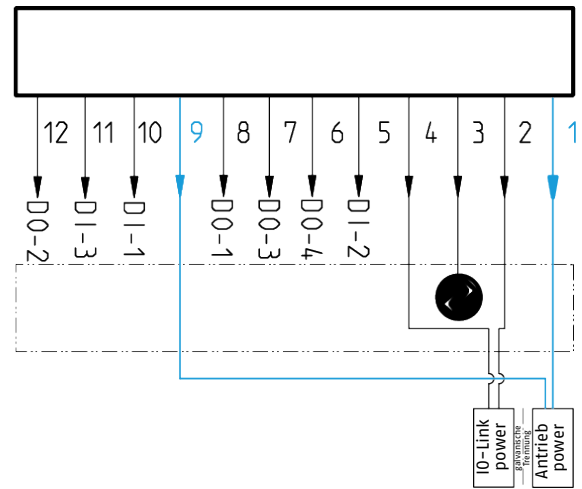 12 11 10 9 8 7 6 5 4 3 2 1
DO-2
DI-3
DI-1
DO-1
DO-3
DO-4
DI-2
IO-Link
power
galvanische
Trennung
Antrieb
power